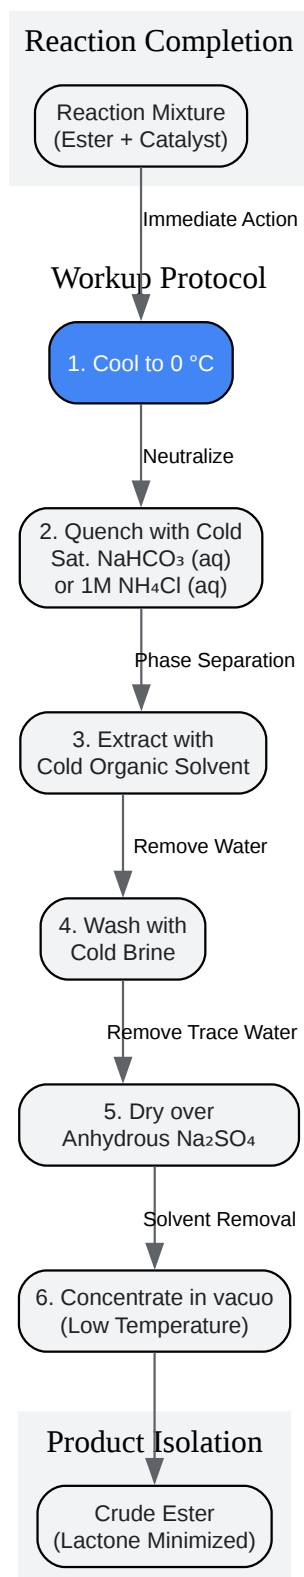 Reaction Completion
Reaction Mixture
(Ester + Catalyst)
Immediate Action
Workup Protocol
1. Cool to 0 °C
Neutralize
2. Quench with Cold
Sat. NaHCO₃ (aq)
or 1M NH₄Cl (aq)
Phase Separation
3. Extract with
Cold Organic Solvent
Remove Water
4. Wash with
Cold Brine
Remove Trace Water
5. Dry over
Anhydrous Na₂SO₄
Solvent Removal
6. Concentrate in vacuo
(Low Temperature)
Product Isolation
Crude Ester
(Lactone Minimized)